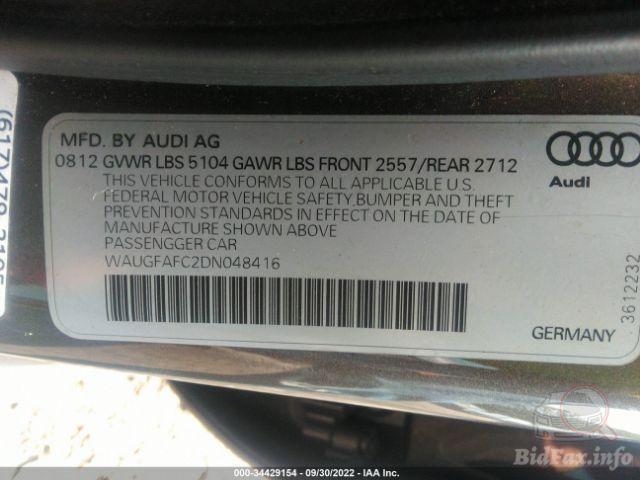 MFD. BY AUDI AG
0812 GVWR LBS 5104 GAWR LBS FRONT 2557/REAR 2712
THIS VEHICLE CONFORMS TO ALL APPLICABLE U.S.
FEDERAL MOTOR VEHICLE SAFETY,BUMPER AND THEFT
PREVENTION STANDARDS IN EFFECT ON THE DATE OF
MANUFACTURE SHOWN ABOVE
PASSENGGER CAR
WAUGFAFC2DN048416
Audi
3612232
GERMANY
000-34429154 - 09/30/2022 - IAA Inc.
BidFax.info